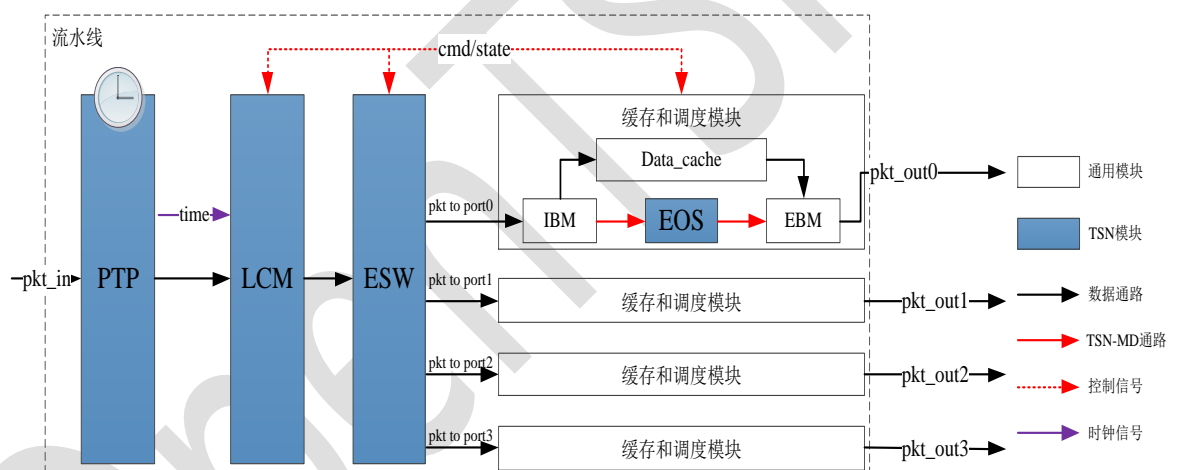 流水线
cmd/state
缓存和调度模块
Data_cache
pkt_out0
通用模块
pkt to port0
IBM
EOS
EBM
time
TSN模块
pkt_in
PTP
LCM
ESW
pkt to port1
缓存和调度模块
pkt_out1
数据通路
TSN-MD通路
pkt to port2
缓存和调度模块
pkt_out2
控制信号
pkt to port3
缓存和调度模块
pkt_out3
时钟信号